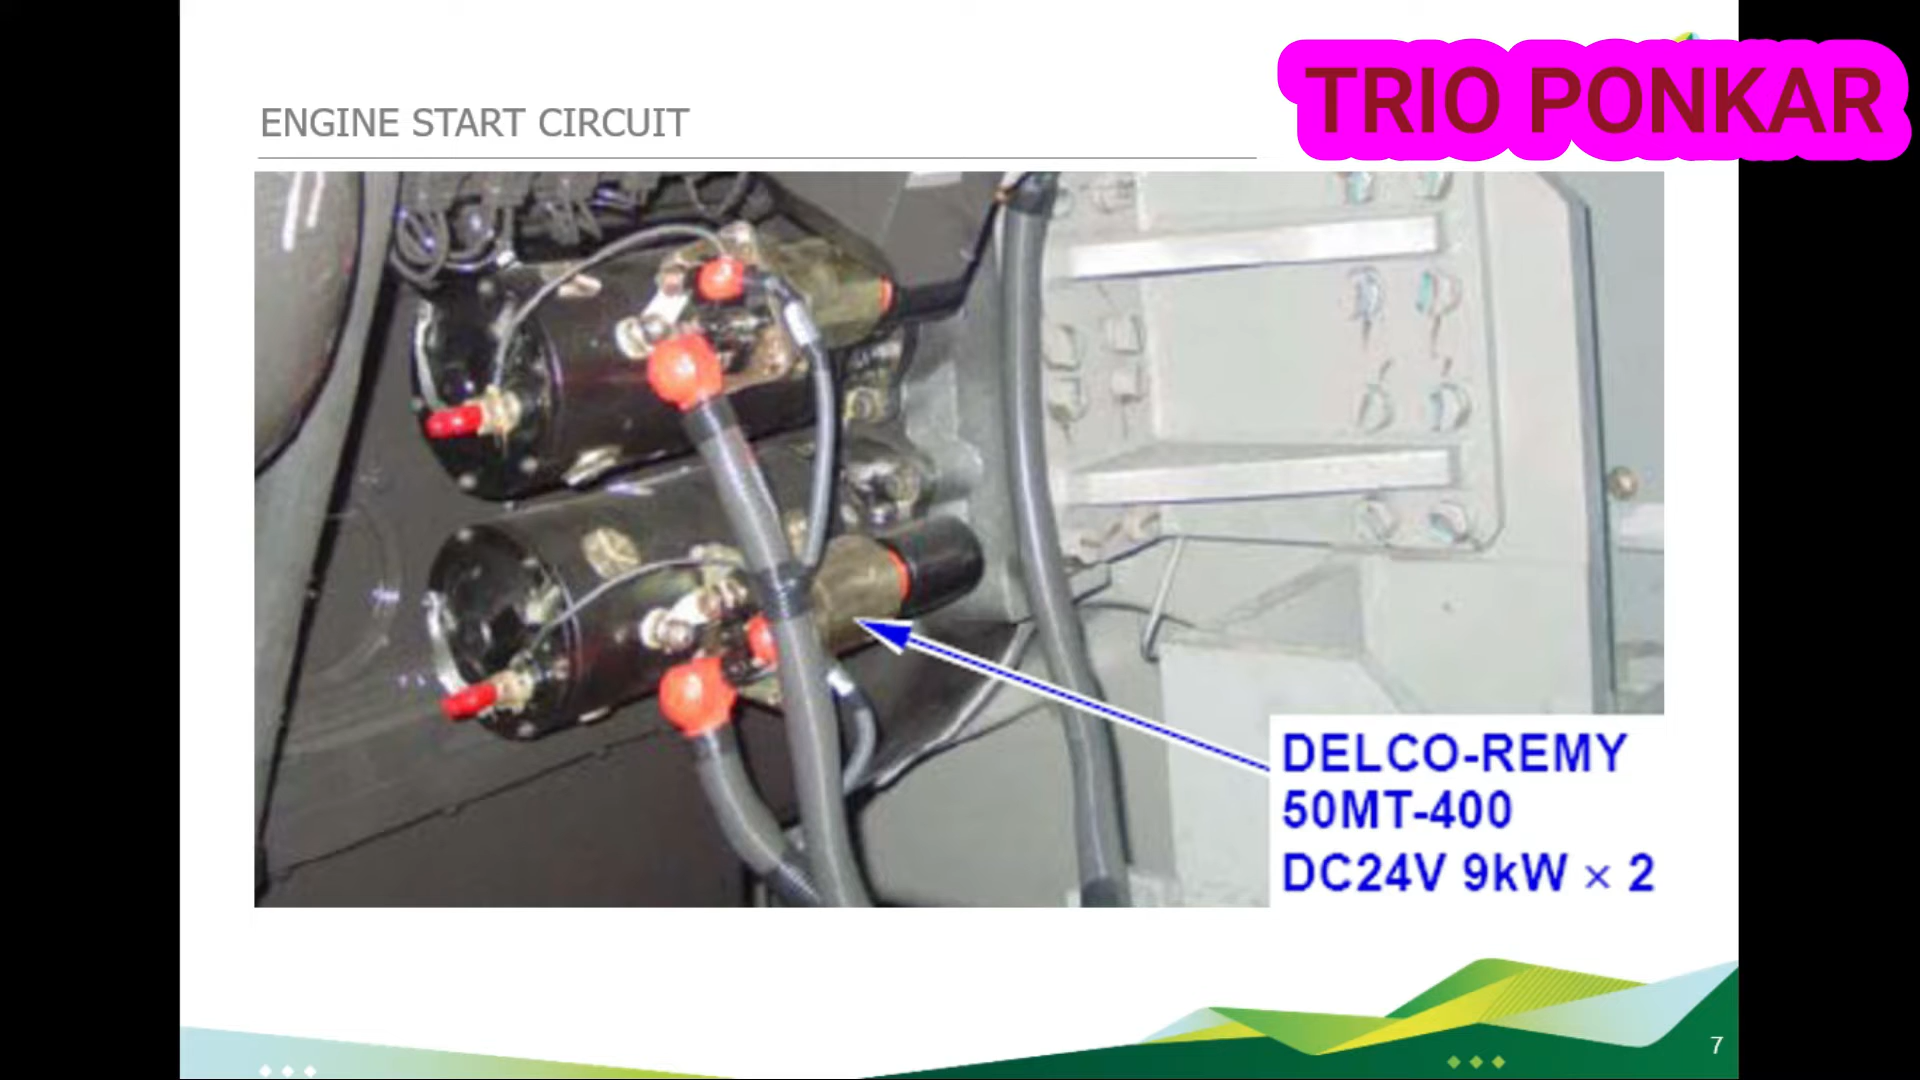 TRIO PONKAR
ENGINE START CIRCUIT
DELCO-REMY
50MT-400
DC24V 9kW × 2
7